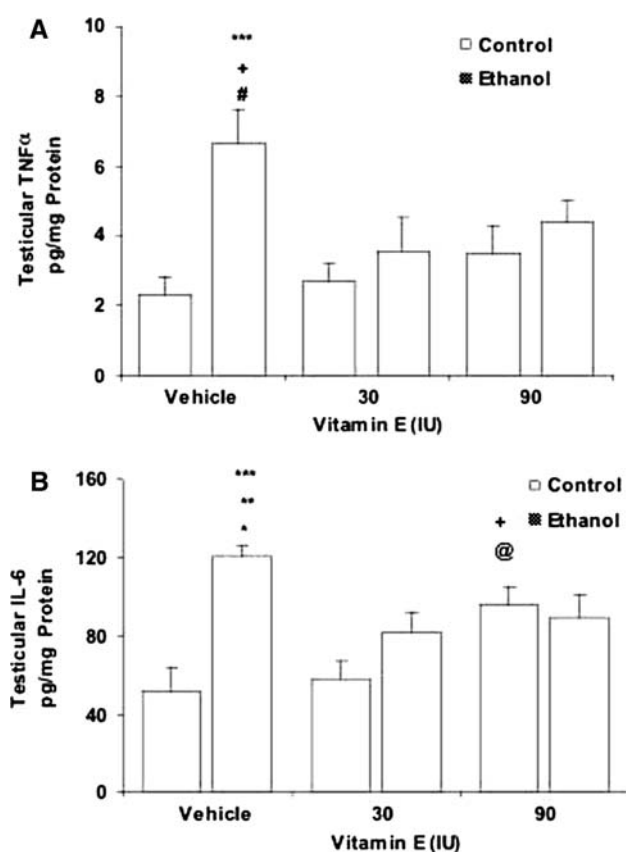 A
10
8
6
4
2
0
Testicular TNFα
pg/mg Protein
***
+
#
Control
Ethanol
Vehicle 30 90
Vitamin E (IU)
B
160
120
80
40
0
Testicular IL-6
pg/mg Protein
***
**
*
+
@
Control
Ethanol
Vehicle 30 90
Vitamin E (IU)